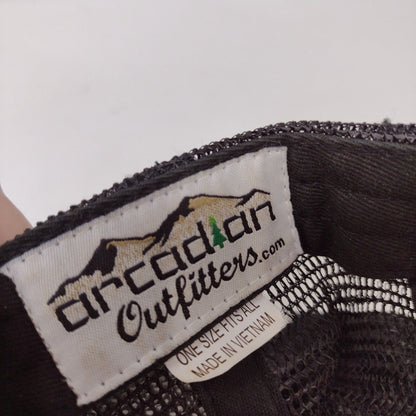 arcadian
Outfitters.com
ONE SIZE FITS ALL
MADE IN VIETNAM